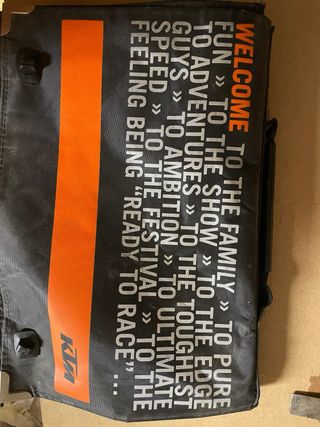 WELCOME TO THE FAMILY » TO PURE
FUN » TO THE SHOW » TO THE EDGE
TO ADVENTURES » TO THE TOUGHEST
GUYS » TO AMBITION » TO ULTIMATE
SPEED » TO THE FESTIVAL » TO THE
FEELING BEING “READY TO RACE” ...
KTM